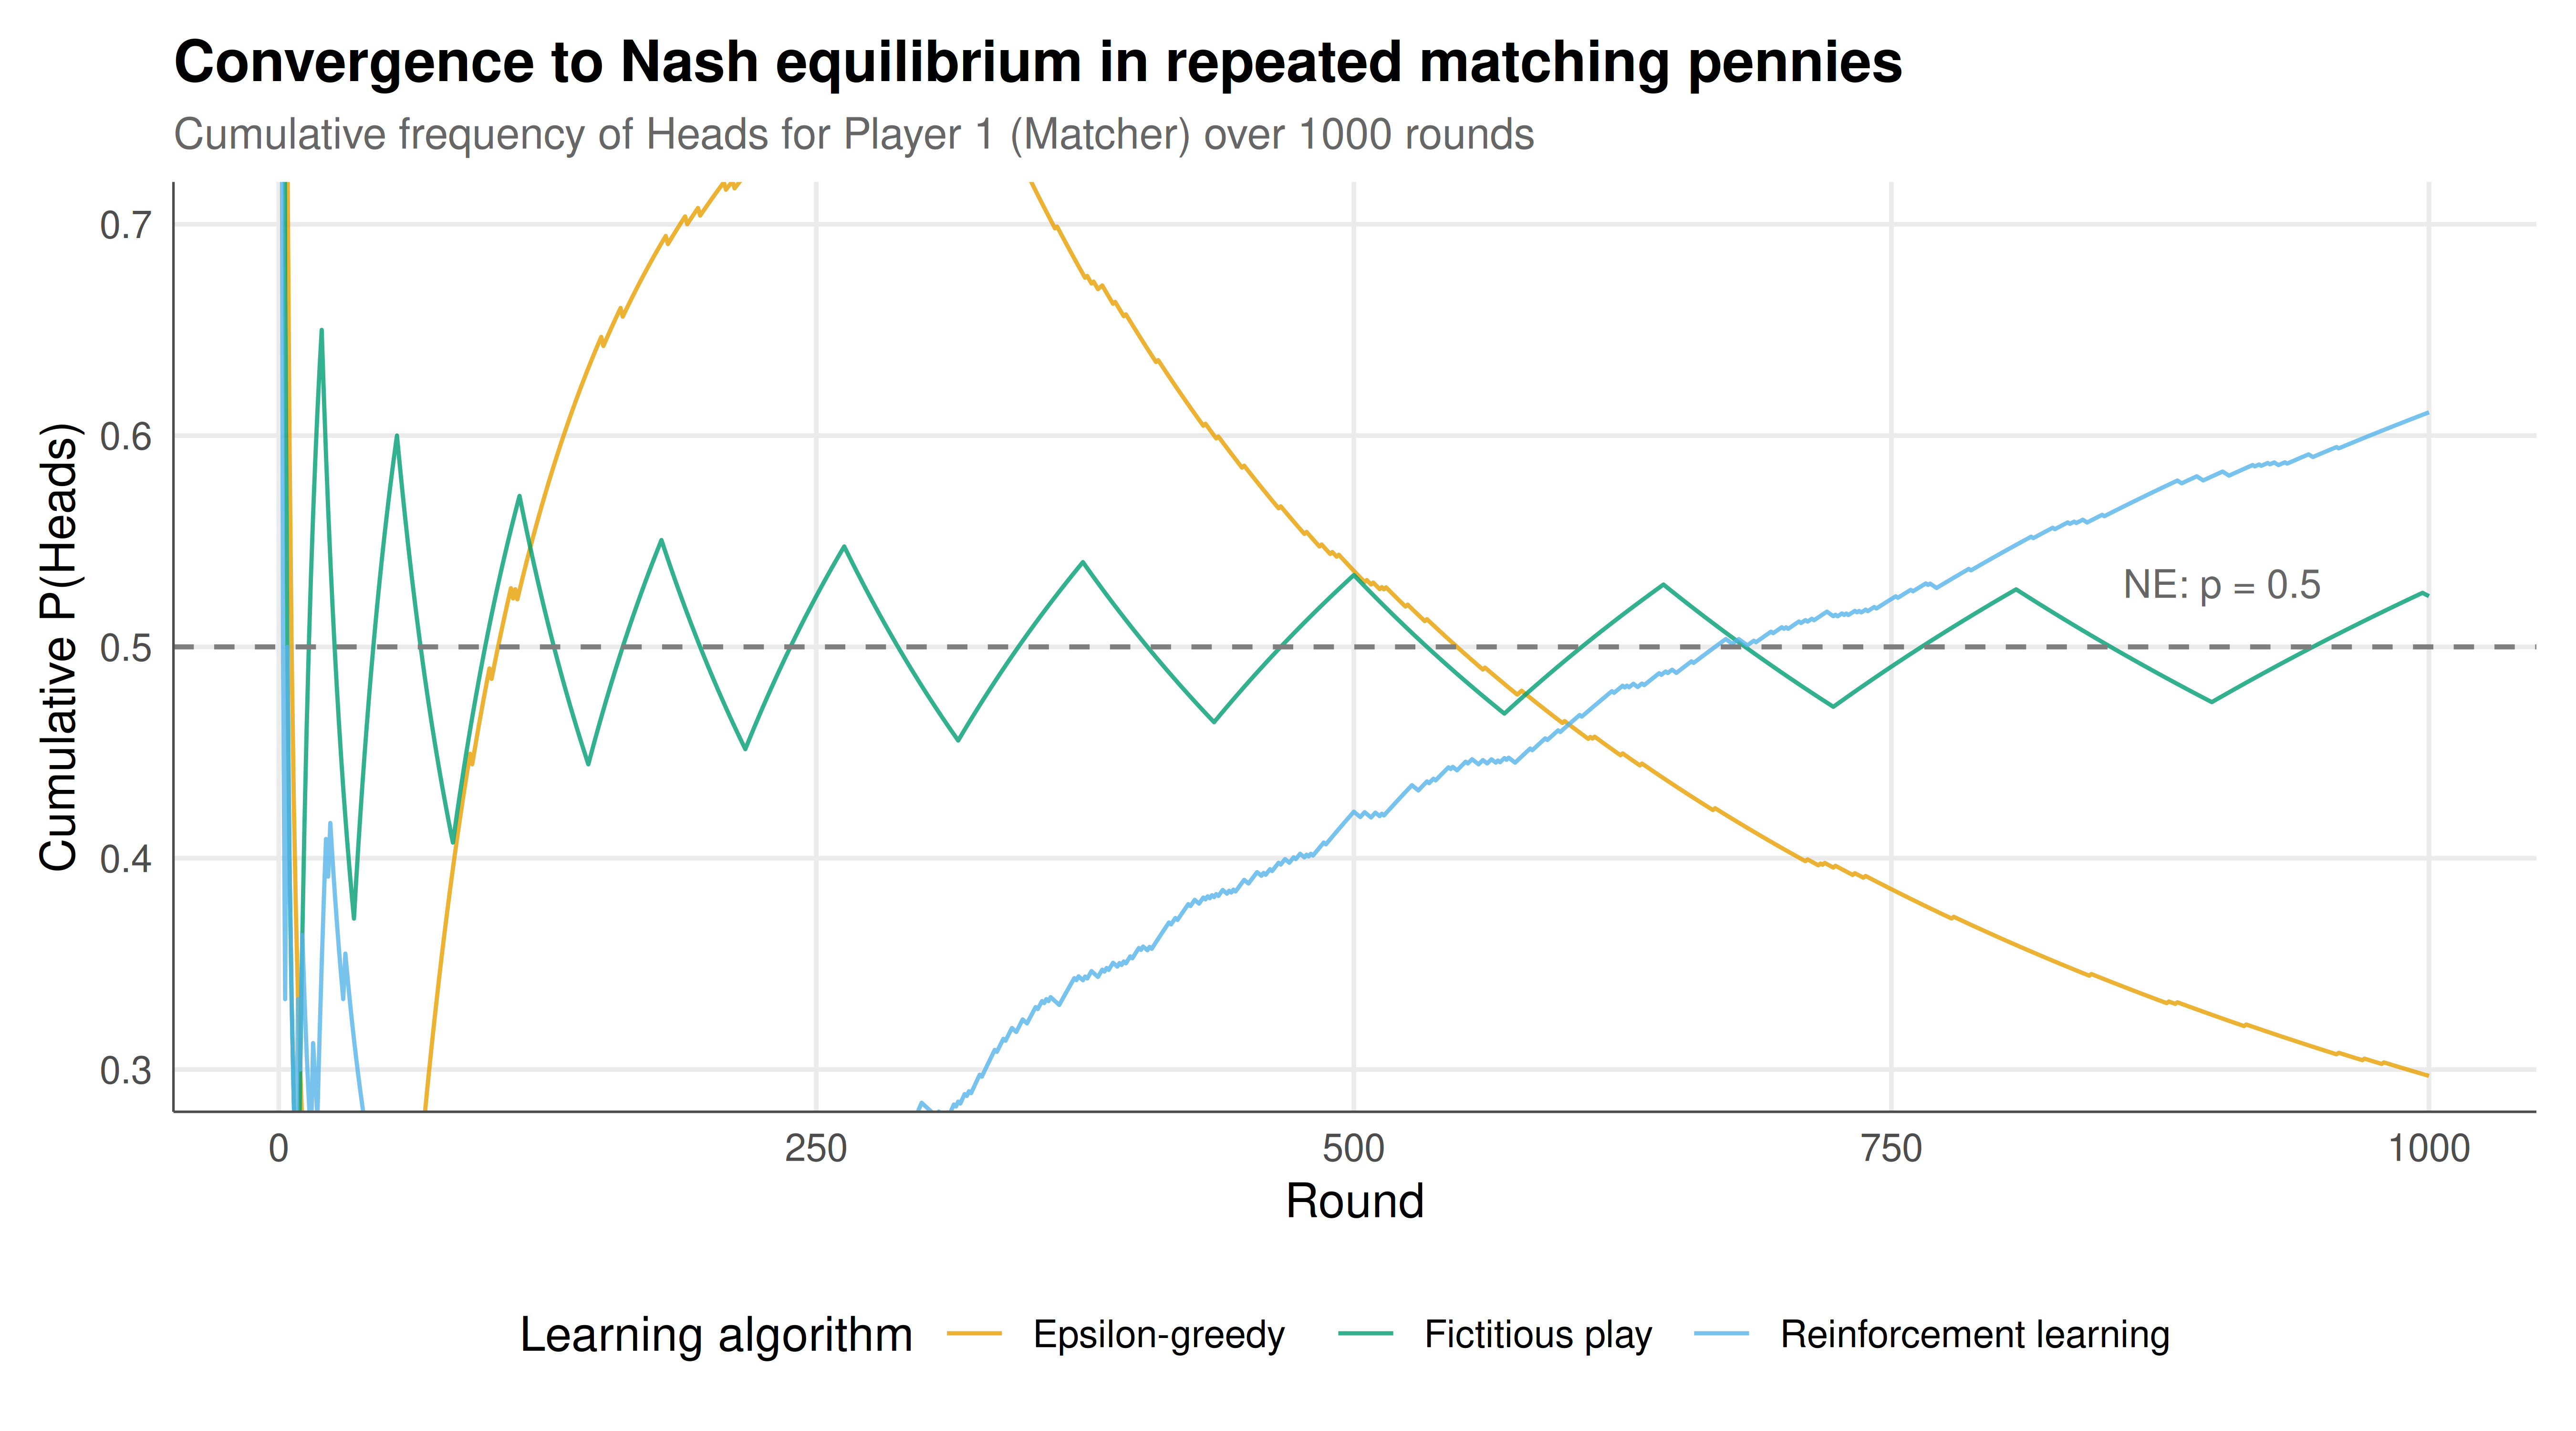 Convergence to Nash equilibrium in repeated matching pennies
Cumulative frequency of Heads for Player 1 (Matcher) over 1000 rounds
Cumulative P(Heads)
0.7
0.6
0.5
0.4
0.3
NE: p = 0.5
0 250 500 750 1000
Round
Learning algorithm Epsilon-greedy Fictitious play Reinforcement learning